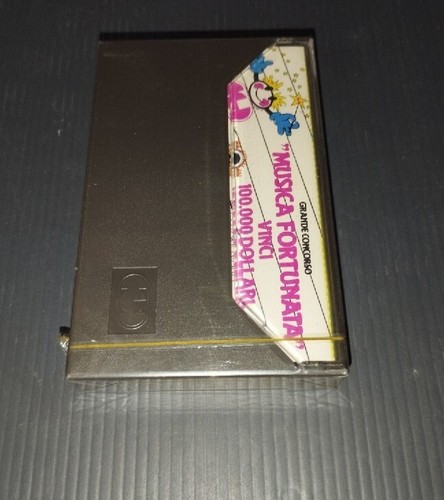 GRANDE CONCORSO
"MUSICA FORTUNATA"
VINCI
100.000 DOLLARI